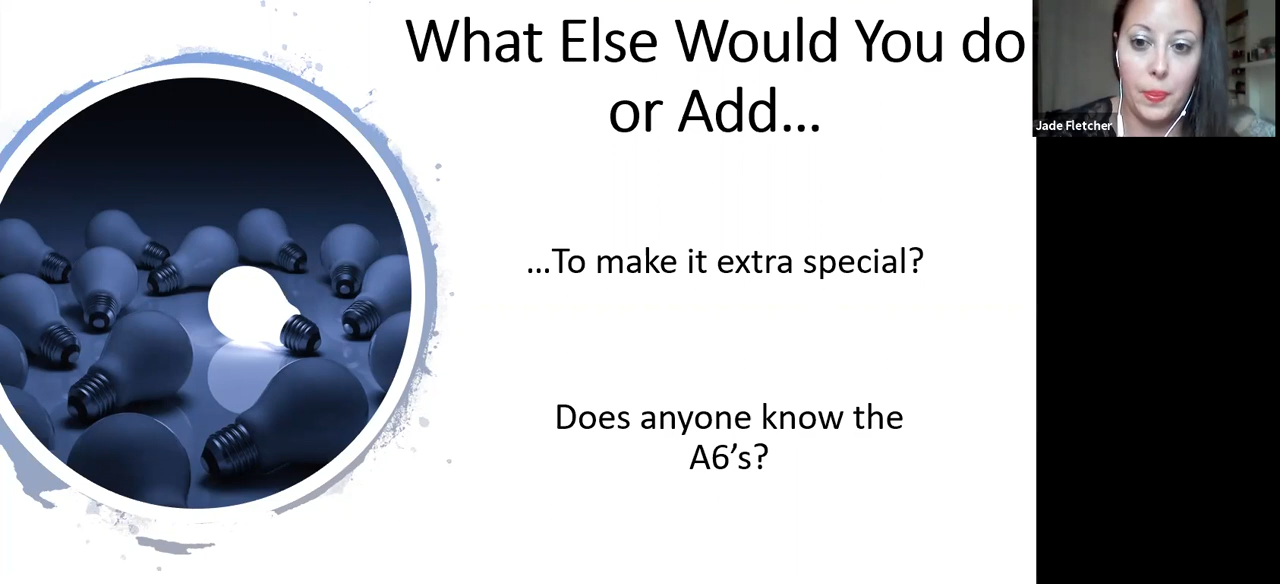 What Else Would You do
or Add...
Jade Fletcher
...To make it extra special?
Does anyone know the
A6’s?